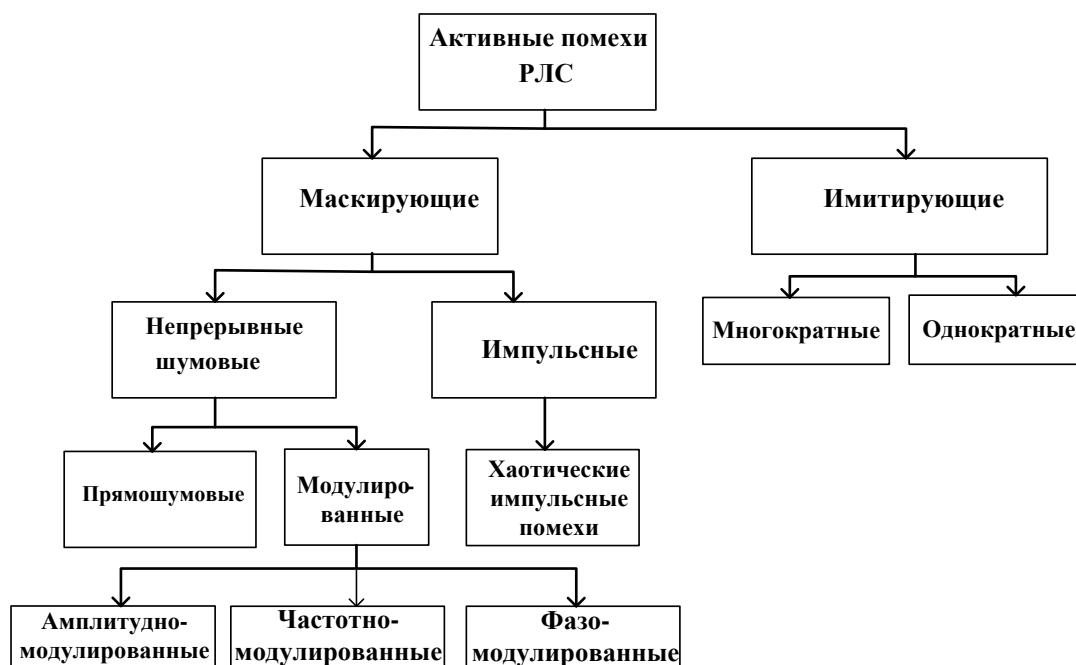 Активные помехи
РЛС
Маскирующие
Имитирующие
Непрерывные
шумовые
Импульсные
Многократные
Однократные
Прямошумовые
Модулиро-
ванные
Хаотические
импульсные
помехи
Амплитудно-
модулированные
Частотно-
модулированные
Фазо-
модулированные